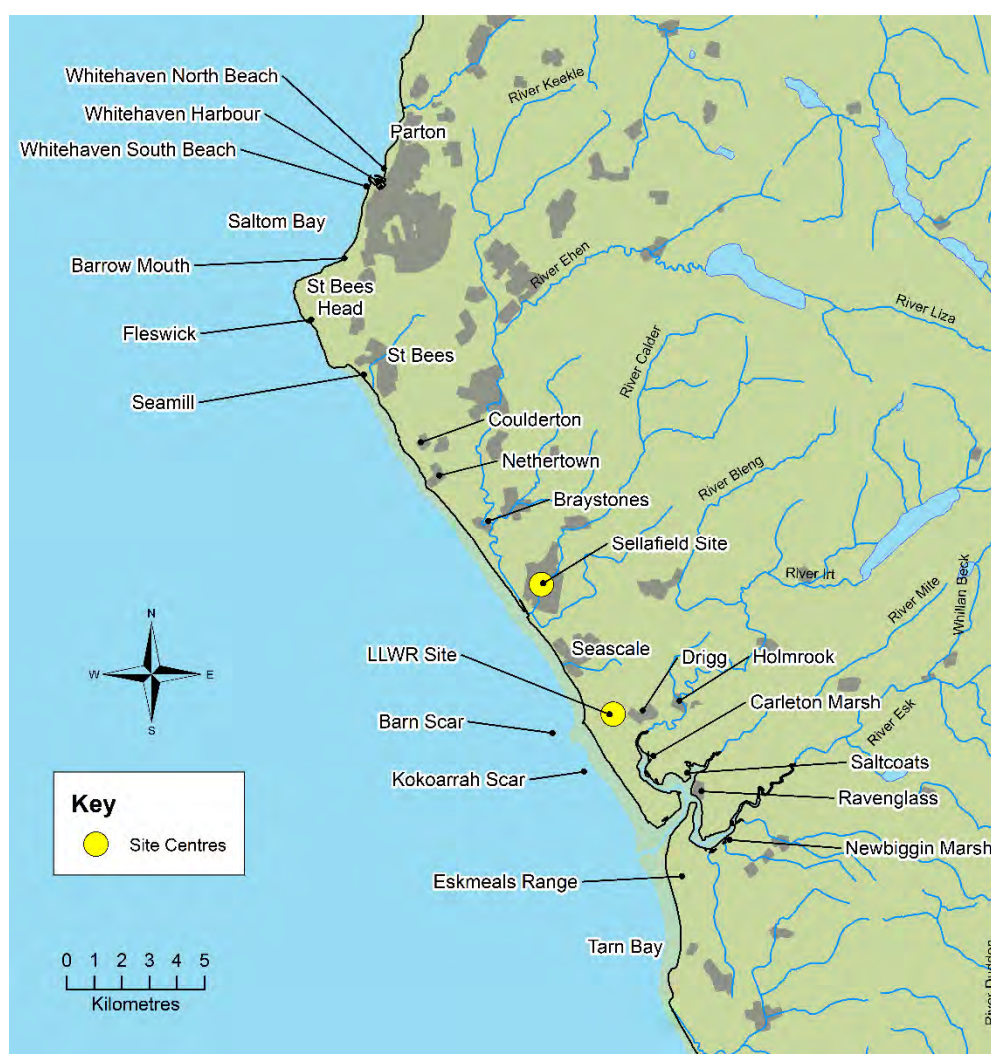 River Keekle
Whitehaven North Beach
Whitehaven Harbour
Parton
Whitehaven South Beach
Saltom Bay
River Ehen
Barrow Mouth
St Bees
Head
River Liza
Fleswick
River Calder
St Bees
Seamill
Coulderton
Nethertown
River Bleng
Braystones
Sellafield Site
River Irt
River Mite
Whillan Beck
N
W
E
S
LLWR Site
Seascale
Drigg
Holmrook
Carleton Marsh
River Esk
Barn Scar
Saltcoats
Kokoarrah Scar
Ravenglass
Key
Site Centres
Newbiggin Marsh
Eskmeals Range
Tarn Bay
0 1 2 3 4 5
Kilometres
River Duddon